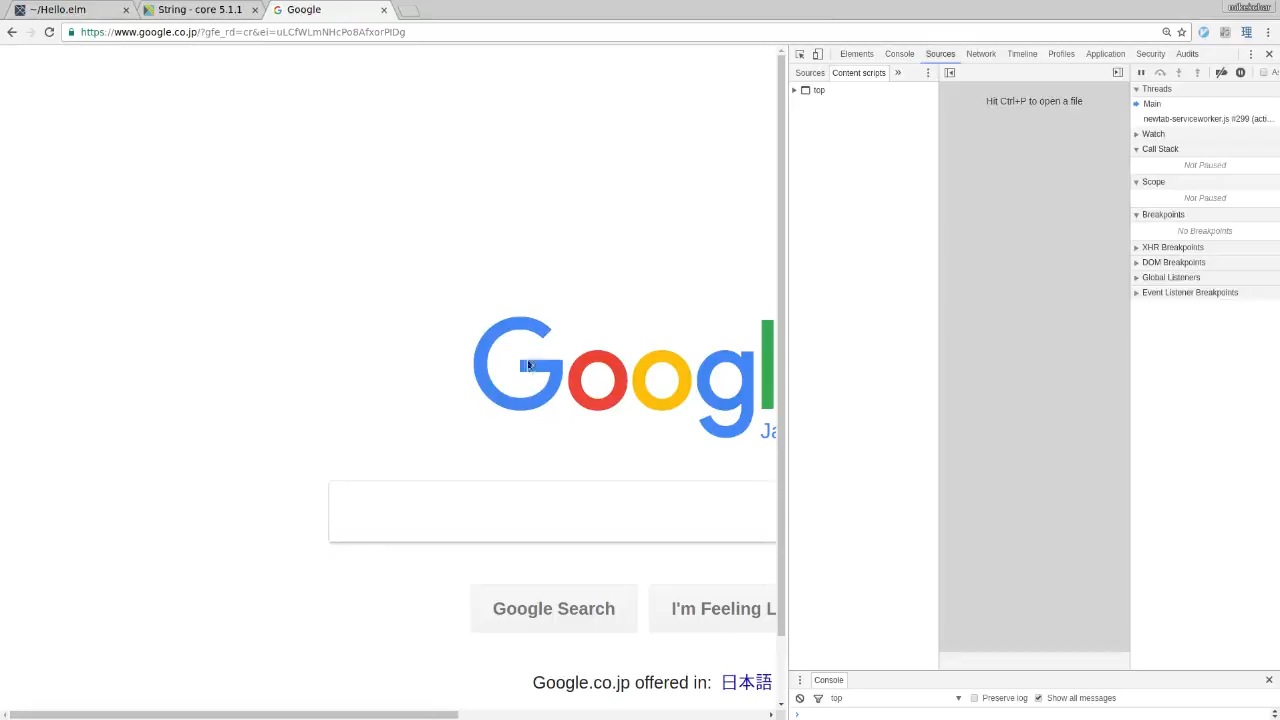 ~/Hello.elm
String - core 5.1.1
Google
https://www.google.co.jp/?gfe_rd=cr&ei=uLCfWLmNHcPo8AfxorPIDg
Elements Console Sources Network Timeline Profiles Application Security Audits
Sources Content scripts »
top
Hit Ctrl+P to open a file
Threads
Main
newtab-serviceworker.js #299 (acti...
Watch
Call Stack
Not Paused
Scope
Not Paused
Breakpoints
No Breakpoints
XHR Breakpoints
DOM Breakpoints
Global Listeners
Event Listener Breakpoints
Googl
Ja
Google Search
I'm Feeling L
Google.co.jp offered in: 日本語
Console
top
Preserve log
Show all messages